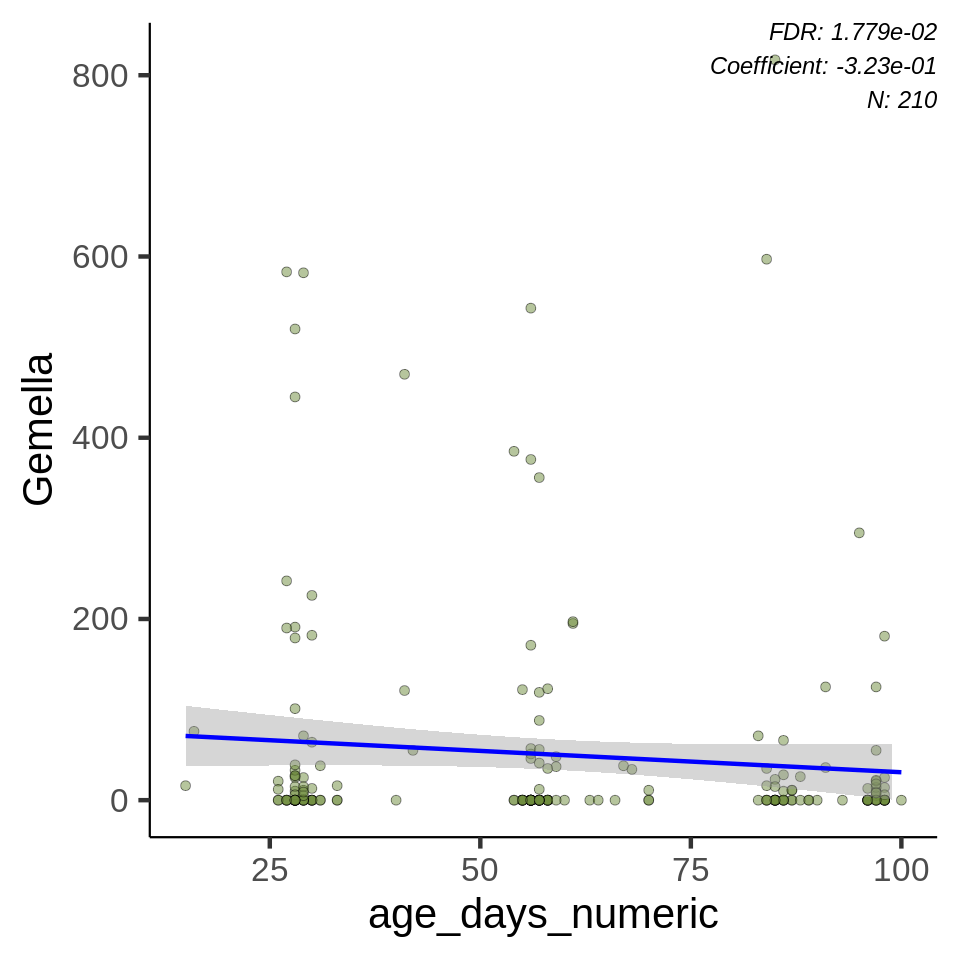 FDR: 1.779e-02
Coefficient: -3.23e-01
N: 210
800
600
400
200
0
Gemella
25 50 75 100
age_days_numeric